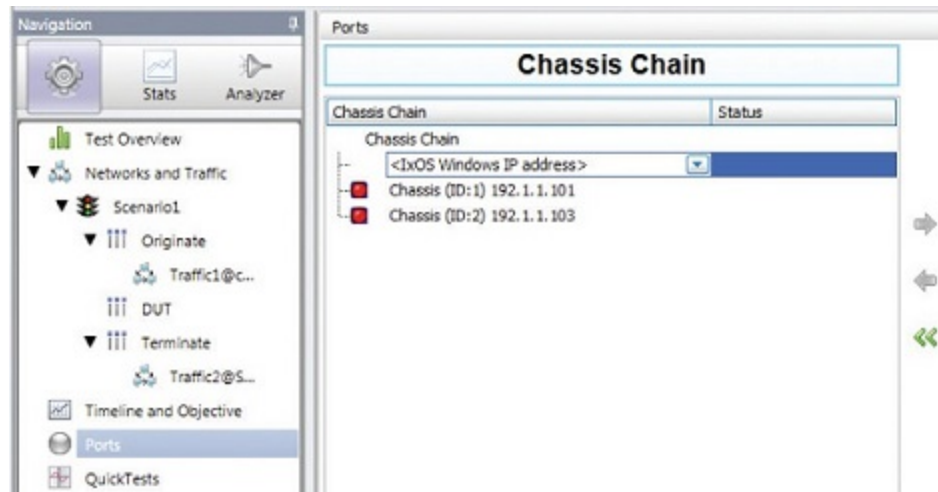 Navigation
Stats
Analyzer
Test Overview
Networks and Traffic
Scenario1
Originate
Traffic1@c...
DUT
Terminate
Traffic2@S...
Timeline and Objective
Ports
QuickTests
Ports
Chassis Chain
Chassis Chain Status
Chassis Chain
<IxOS Windows IP address>
Chassis (ID:1) 192.1.1.101
Chassis (ID:2) 192.1.1.103